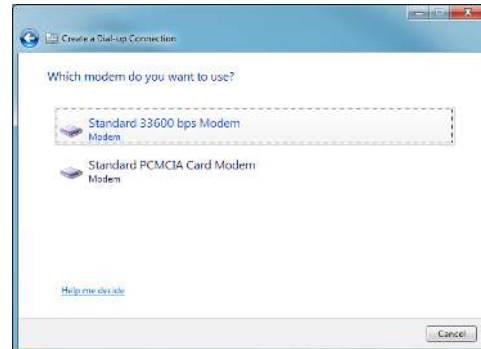 Create a Dial-up Connection
Which modem do you want to use?
Standard 33600 bps Modem
Modem
Standard PCMCIA Card Modem
Modem
Help me decide
Cancel